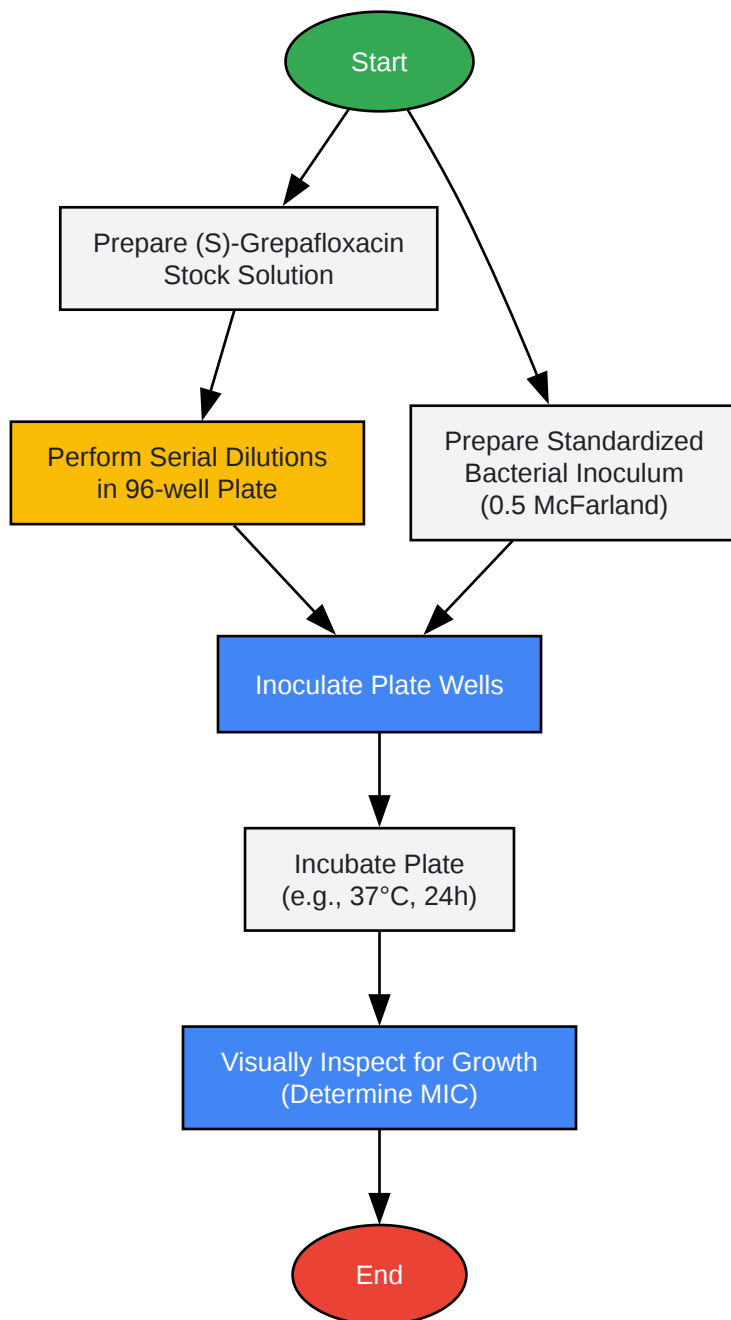 Start
Prepare (S)-Grepafloxacin
Stock Solution
Perform Serial Dilutions
in 96-well Plate
Prepare Standardized
Bacterial Inoculum
(0.5 McFarland)
Inoculate Plate Wells
Incubate Plate
(e.g., 37°C, 24h)
Visually Inspect for Growth
(Determine MIC)
End